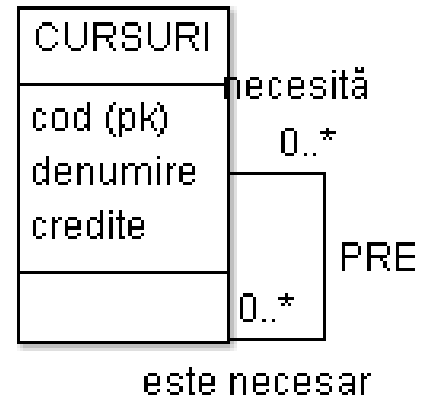 CURSURI
necesită
cod (pk)
0..*
denumire
credite
PRE
0..*
este necesar